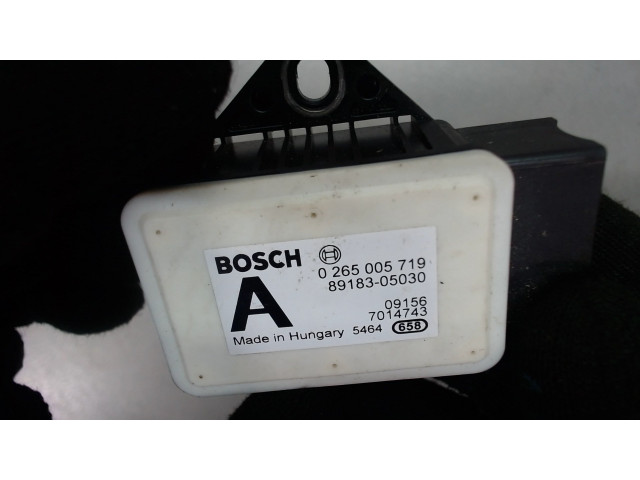 BOSCH 0 265 005 719
89183-05030
A
09156
7014743
Made in Hungary 5464 658